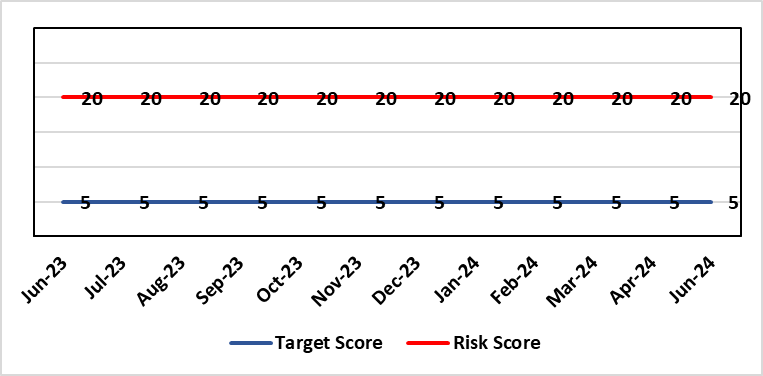 20 20 20 20 20 20 20 20 20 20 20 20
5 5 5 5 5 5 5 5 5 5 5 5
Jun-23 Jul-23 Aug-23 Sep-23 Oct-23 Nov-23 Dec-23 Jan-24 Feb-24 Mar-24 Apr-24 Jun-24
Target Score Risk Score